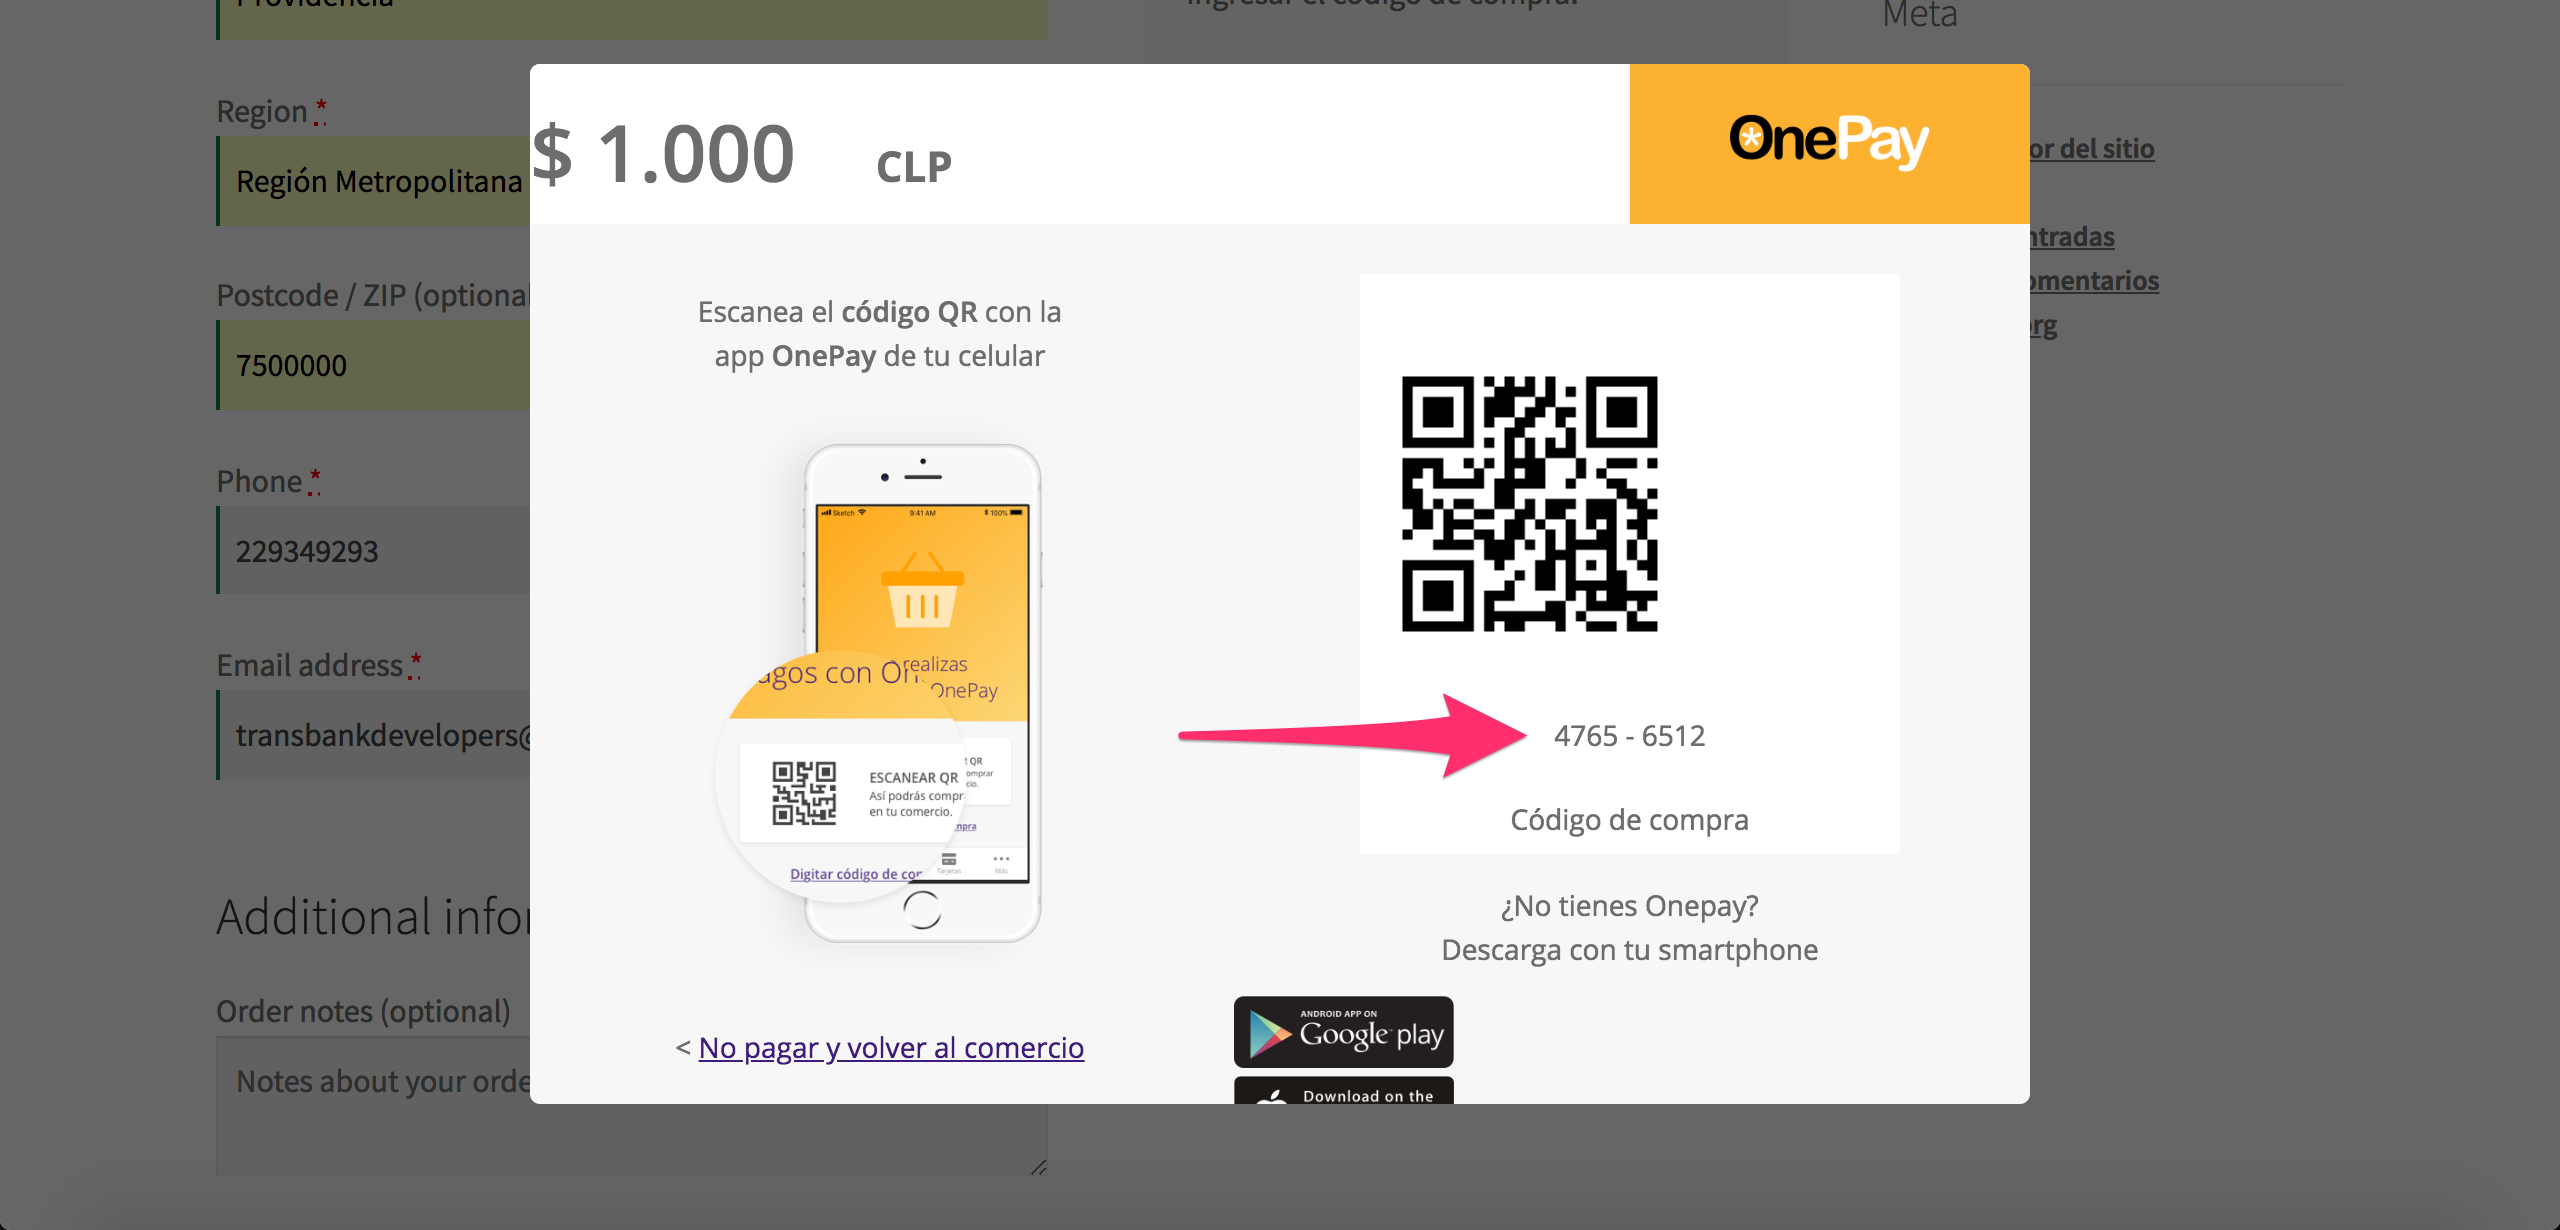 Providencia
Region *
Región Metropolitana
Postcode / ZIP (optional
7500000
Phone *
229349293
Email address *
transbankdevelopers@
Additional infor
Order notes (optional)
Notes about your orde
ingresar el código de compra.
Meta
or del sitio
ntradas
omentarios
org
$ 1.000 CLP
OnePay
Escanea el código QR con la
app OnePay de tu celular
Sketch 9:41 AM 100%
agos con On
realizas
OnePay
ESCANEAR QR
Así podrás compr
en tu comercio.
QR
omprar
cio.
mpra
Digitar código de com
Tarjetas Más
< No pagar y volver al comercio
4765 - 6512
Código de compra
¿No tienes Onepay?
Descarga con tu smartphone
ANDROID APP ON
Google play
Download on the